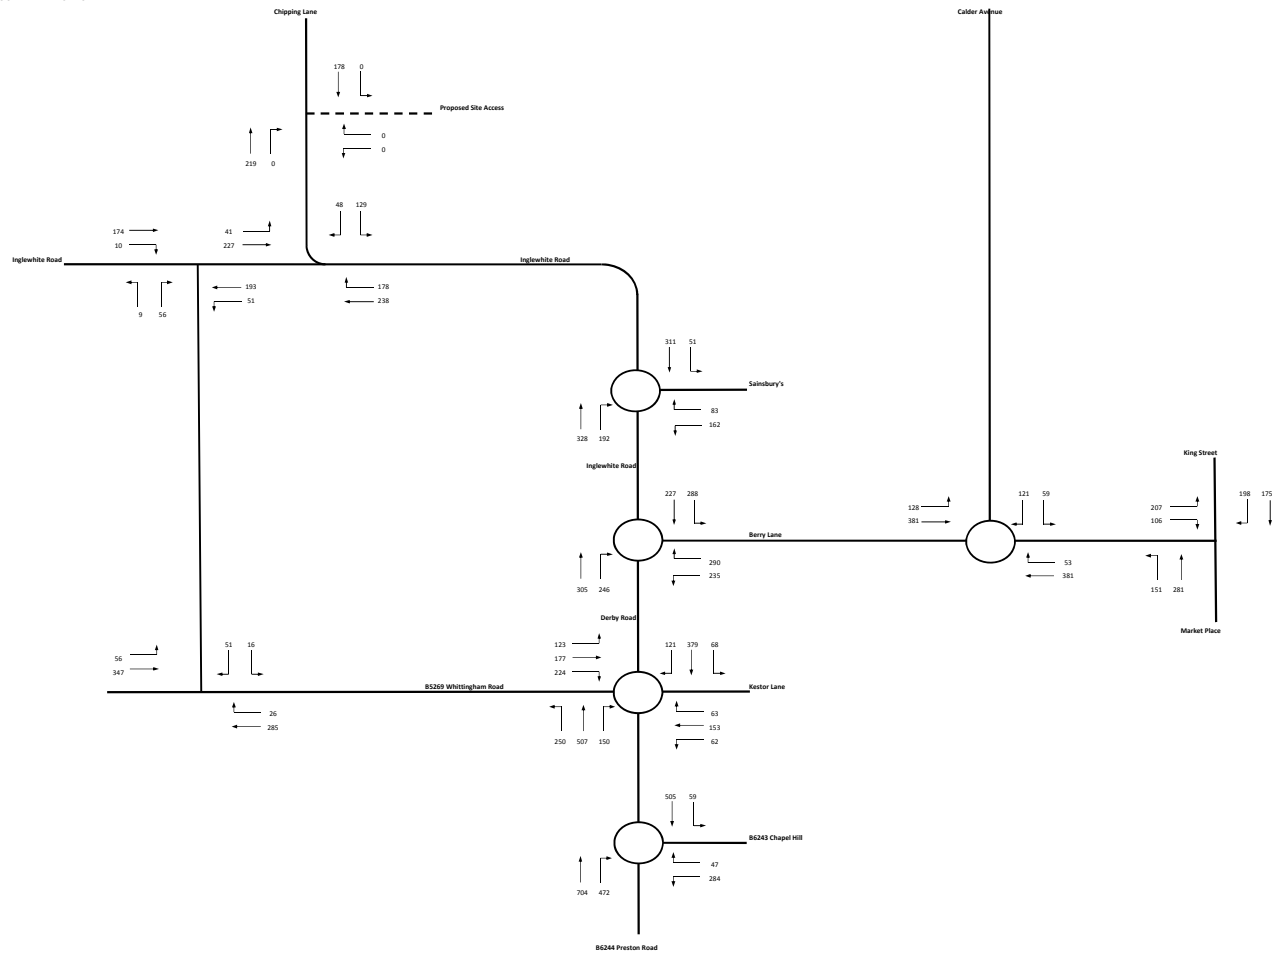 Chipping Lane
Calder Avenue
178 0
Proposed Site Access
0
0
219 0
48 129
174
10
41
227
Inglewhite Road
Inglewhite Road
193
51
178
238
9 56
311 51
Sainsbury's
83
162
328 192
Inglewhite Road
King Street
227 288
128
381
121 59
207
106
198 175
Berry Lane
290
235
53
381
305 246
151 281
Derby Road
Market Place
56
347
51 16
123
177
224
121 379 68
B5269 Whittingham Road
Kestor Lane
26
285
63
153
62
250 507 150
505 59
B6243 Chapel Hill
47
284
704 472
B6244 Preston Road